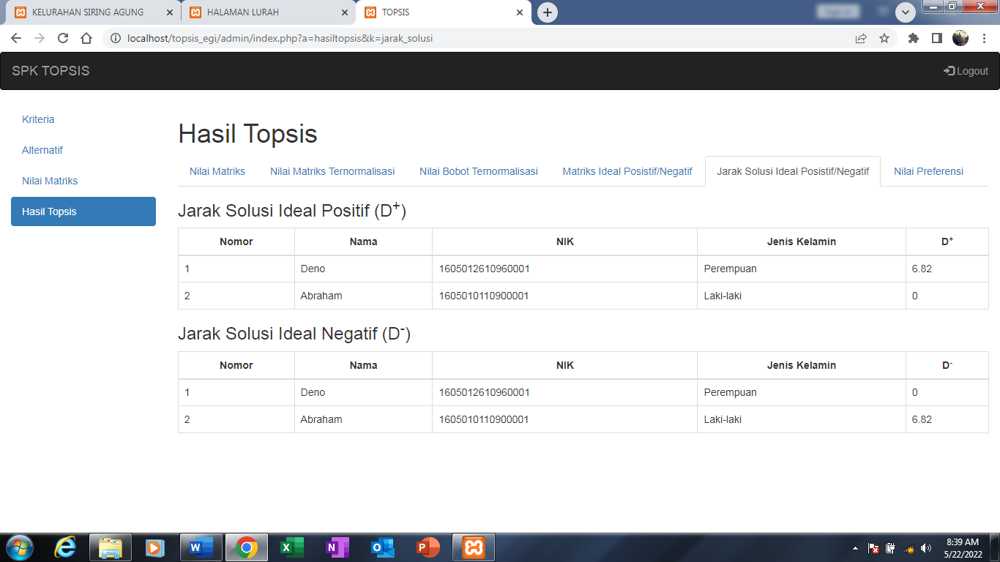 KELURAHAN SIRING AGUNG
HALAMAN LURAH
TOPSIS
localhost/topsis_egi/admin/index.php?a=hasiltopsis&k=jarak_solusi
SPK TOPSIS
Logout
Kriteria
Alternatif
Nilai Matriks
Hasil Topsis
Hasil Topsis
Nilai Matriks Nilai Matriks Ternormalisasi Nilai Bobot Ternormalisasi Matriks Ideal Posistif/Negatif Jarak Solusi Ideal Posistif/Negatif Nilai Preferensi
Jarak Solusi Ideal Positif (D+)
Nomor Nama NIK Jenis Kelamin D+
1 Deno 1605012610960001 Perempuan 6.82
2 Abraham 1605010110900001 Laki-laki 0
Jarak Solusi Ideal Negatif (D-)
Nomor Nama NIK Jenis Kelamin D-
1 Deno 1605012610960001 Perempuan 0
2 Abraham 1605010110900001 Laki-laki 6.82
8:39 AM
5/22/2022